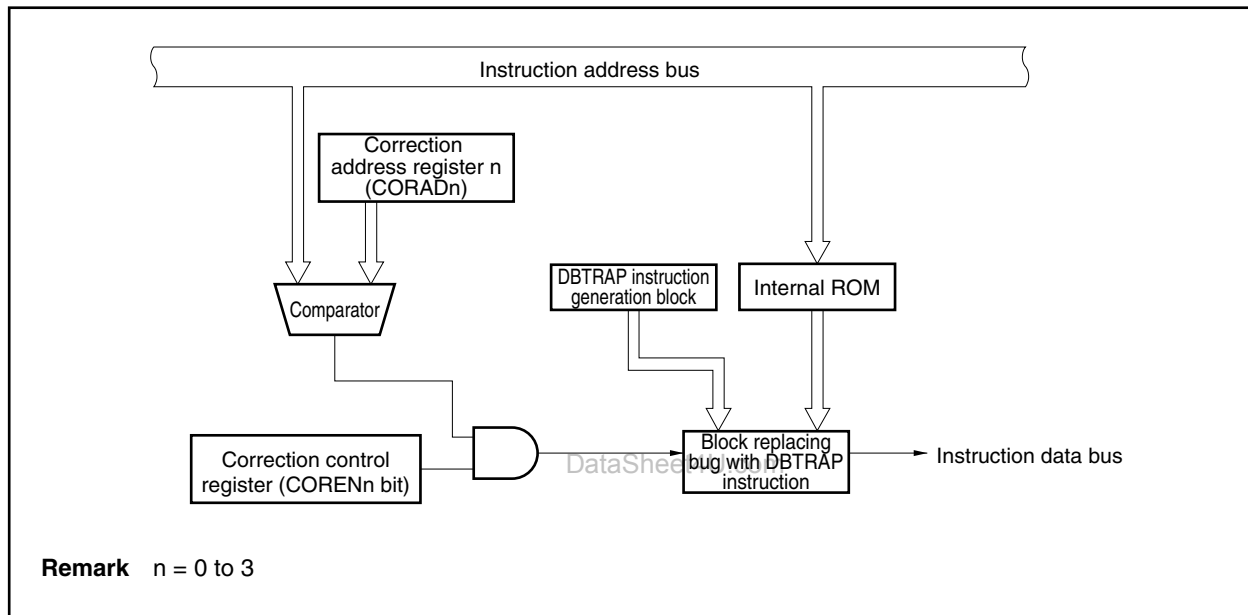 Instruction address bus
Correction
address register n
(CORADn)
Comparator
DBTRAP instruction
generation block
Internal ROM
Correction control
register (CORENn bit)
Block replacing
bug with DBTRAP
instruction
Instruction data bus
Remark n = 0 to 3